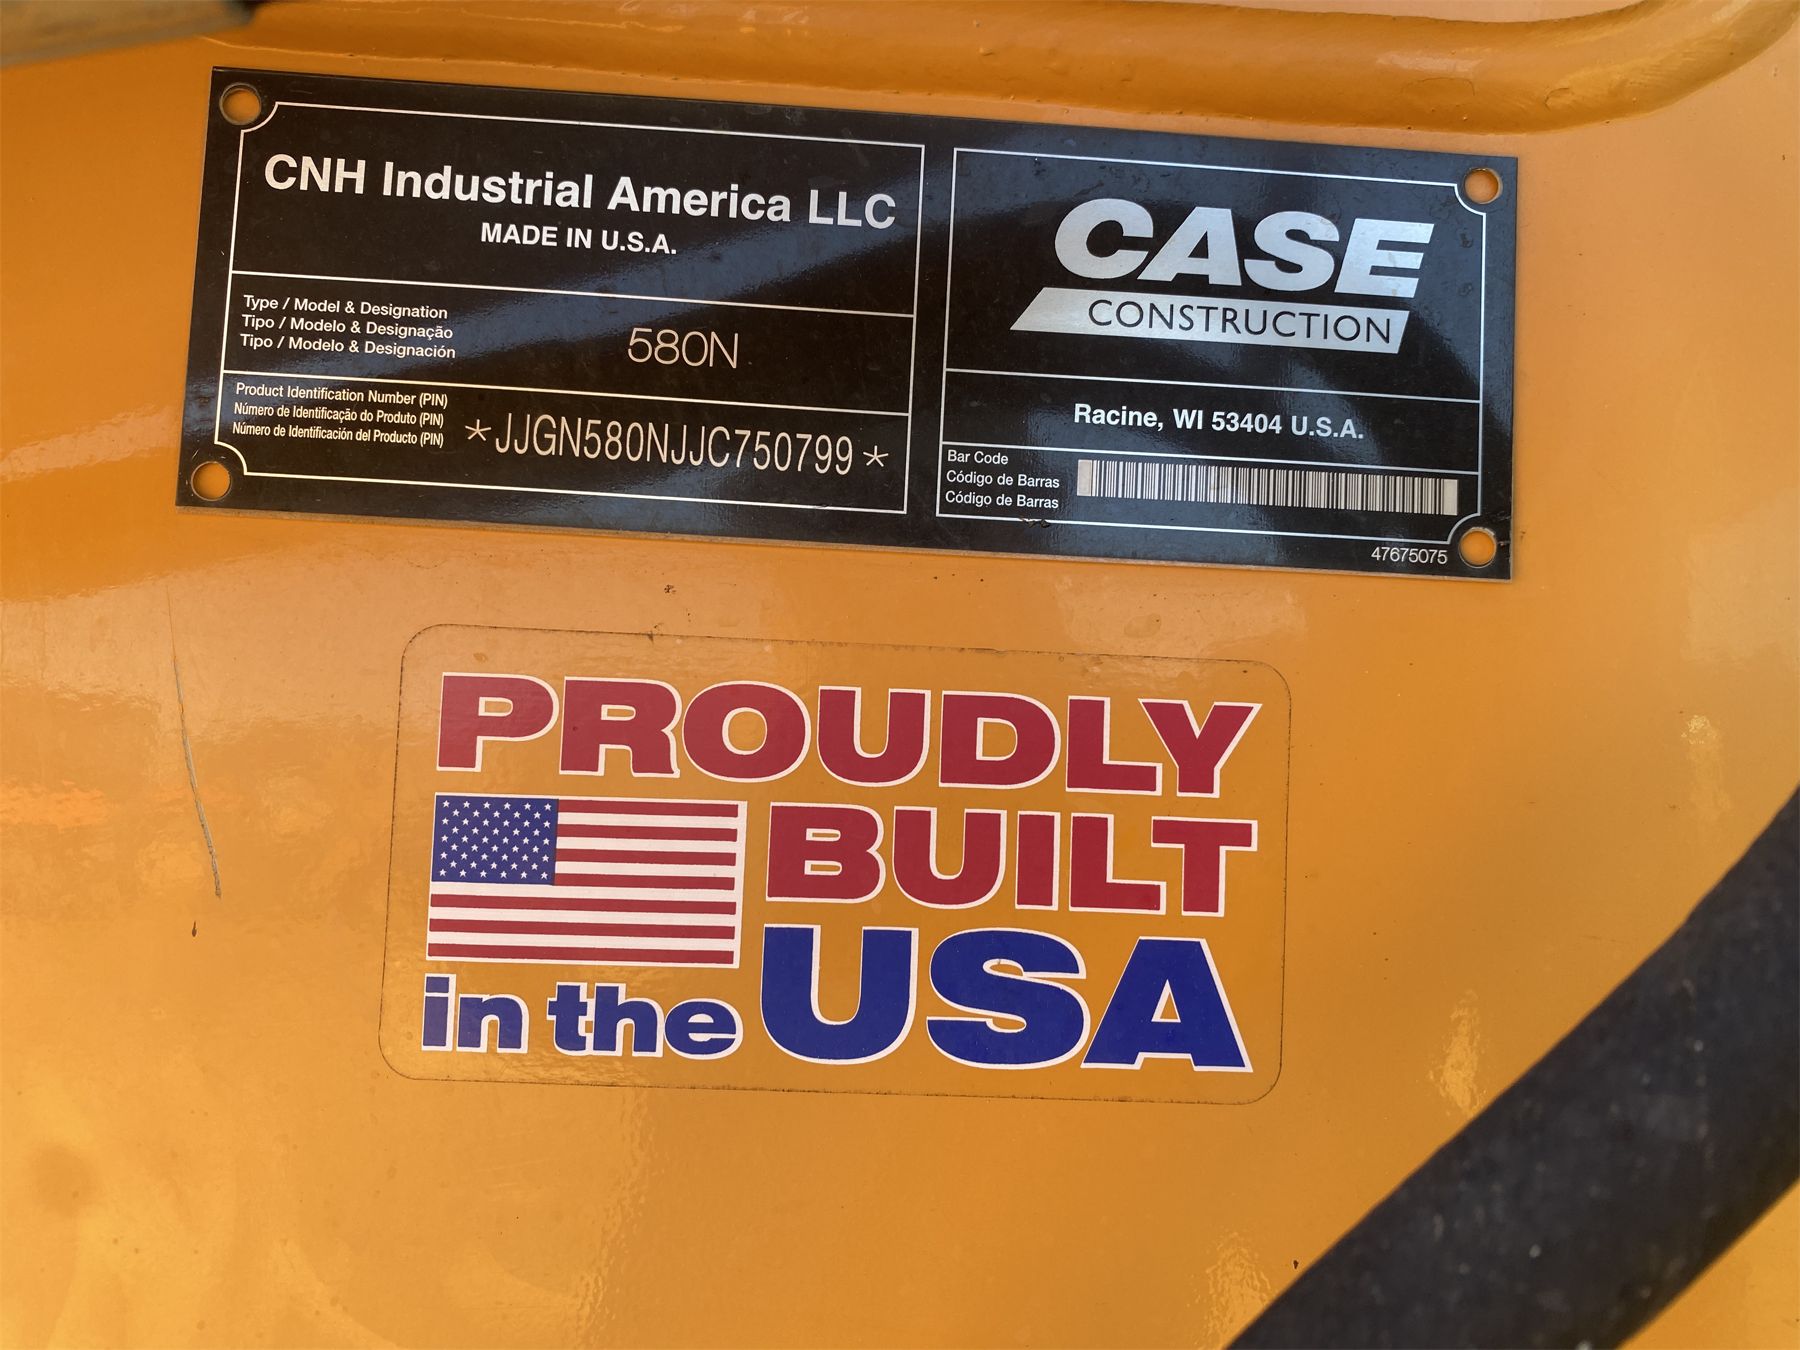 CNH Industrial America LLC
MADE IN U.S.A.
Type / Model & Designation
Tipo / Modelo & Designação
Tipo / Modelo & Designación
580N
Product Identification Number (PIN)
Número de Identificação do Produto (PIN)
Número de Identificación del Producto (PIN)
*JJGN580NJJC750799*
CASE
CONSTRUCTION
Racine, WI 53404 U.S.A.
Bar Code
Código de Barras
Código de Barras
47675075
PROUDLY
BUILT
in the USA